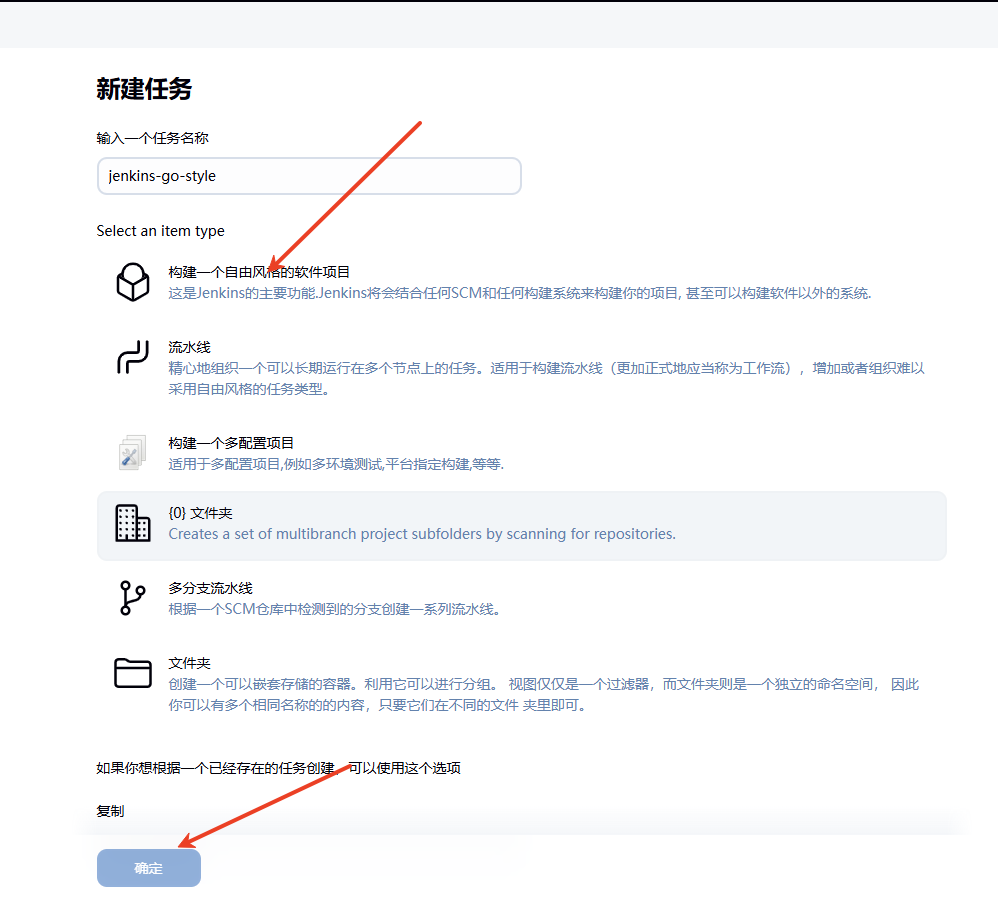 新建任务
输入一个任务名称
jenkins-go-style
Select an item type
构建一个自由风格的软件项目
这是Jenkins的主要功能.Jenkins将会结合任何SCM和任何构建系统来构建你的项目, 甚至可以构建软件以外的系统.
流水线
精心地组织一个可以长期运行在多个节点上的任务。适用于构建流水线（更加正式地应当称为工作流），增加或者组织难以
采用自由风格的任务类型。
构建一个多配置项目
适用于多配置项目,例如多环境测试,平台指定构建,等等.
{0} 文件夹
Creates a set of multibranch project subfolders by scanning for repositories.
多分支流水线
根据一个SCM仓库中检测到的分支创建一系列流水线。
文件夹
创建一个可以嵌套存储的容器。利用它可以进行分组。 视图仅仅是一个过滤器，而文件夹则是一个独立的命名空间， 因此
你可以有多个相同名称的的内容，只要它们在不同的文件 夹里即可。
如果你想根据一个已经存在的任务创建，可以使用这个选项
复制
确定